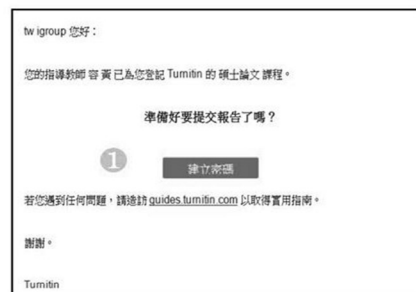 tw igroup 您好：
您的指導教師 容 黃 已為您登記 Turnitin 的 碩士論文 課程。
準備好要提交報告了嗎？
1
建立密碼
若您遇到任何問題，請造訪 guides.turnitin.com 以取得實用指南。
謝謝。
Turnitin